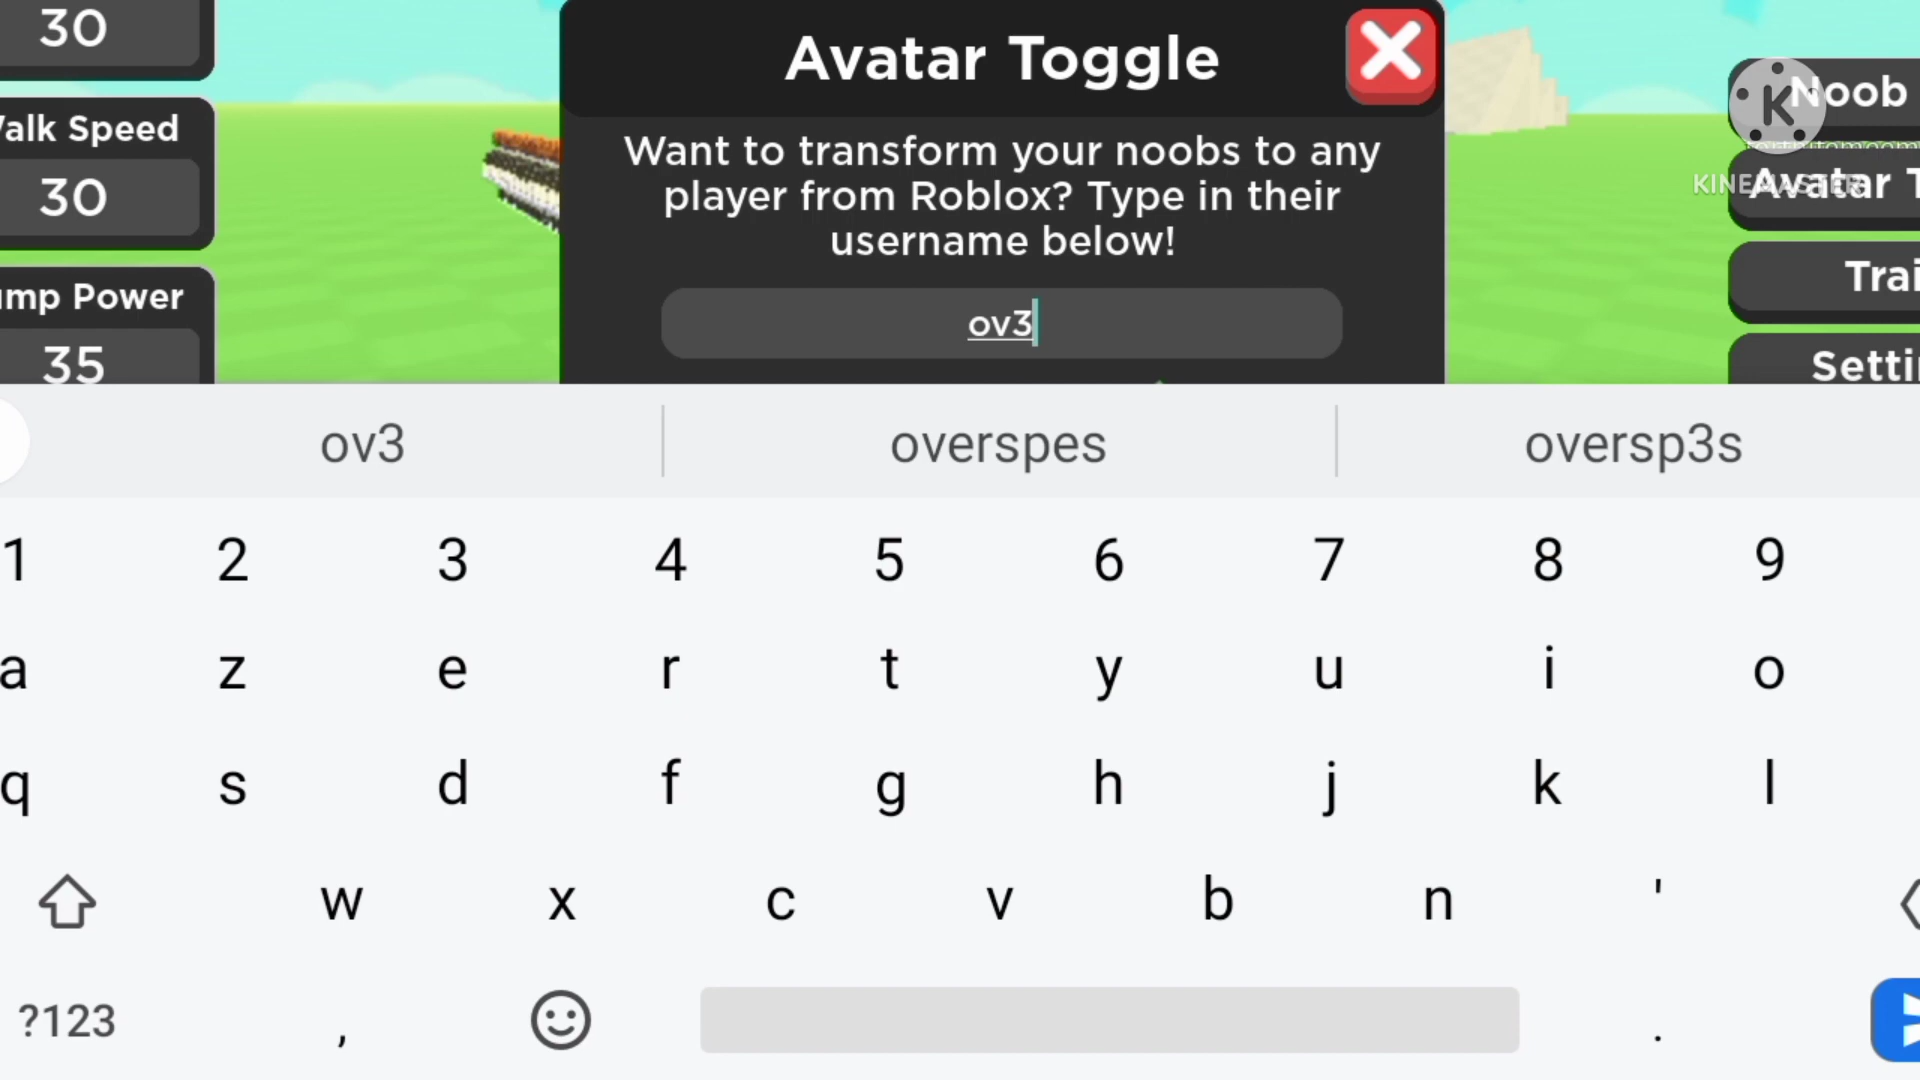 30
Walk Speed
30
Jump Power
35
Avatar Toggle
Want to transform your noobs to any
player from Roblox? Type in their
username below!
ov3
K
Noob
KINEMASTER
Avatar T
Trai
Setti
ov3
overspes
oversp3s
1 2 3 4 5 6 7 8 9
a z e r t y u i o
q s d f g h j k l
w x c v b n '
?123 , .